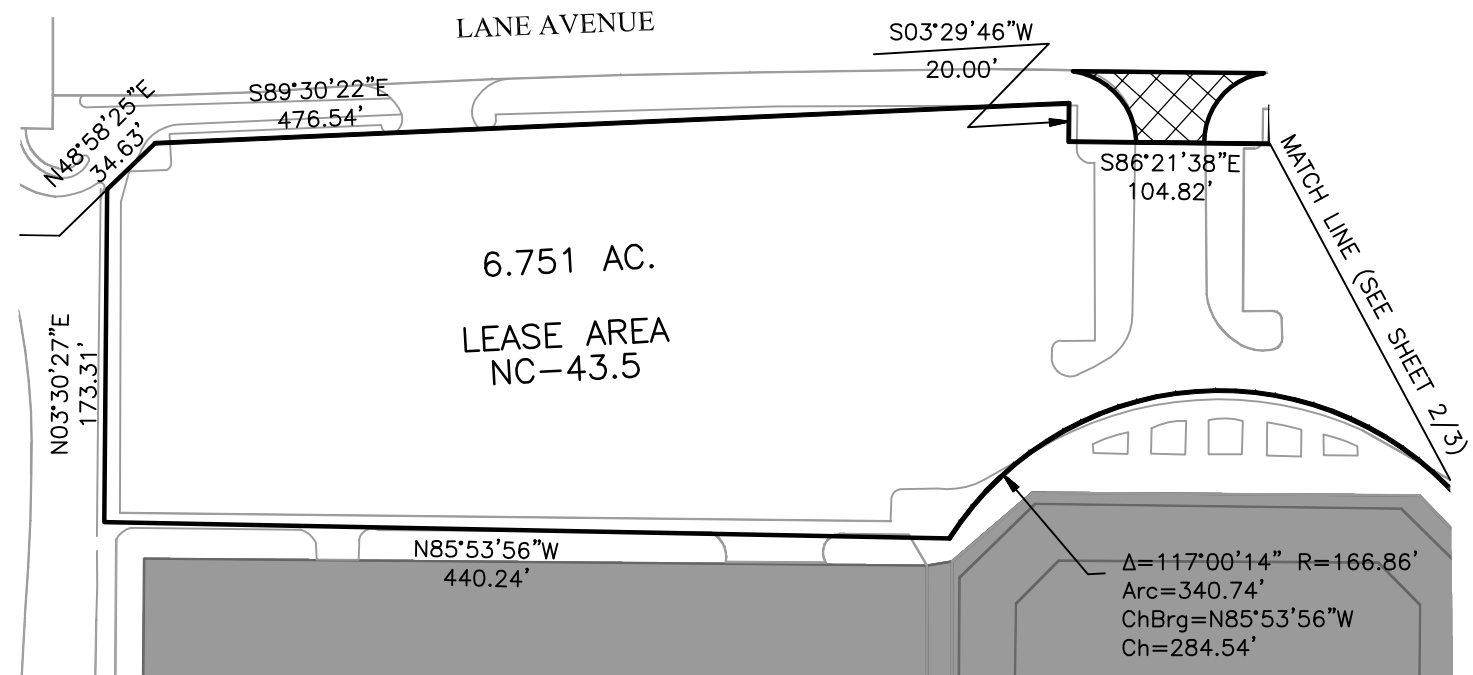 LANE AVENUE
S03°29'46"W
20.00'
N48°58'25"E
34.63'
S89°30'22"E
476.54'
S86°21'38"E
104.82'
MATCH LINE (SEE SHEET 2/3)
6.751 AC.
LEASE AREA
NC-43.5
N03°30'27"E
173.31'
N85°53'56"W
440.24'
Δ=117°00'14" R=166.86'
Arc=340.74'
ChBrg=N85°53'56"W
Ch=284.54'